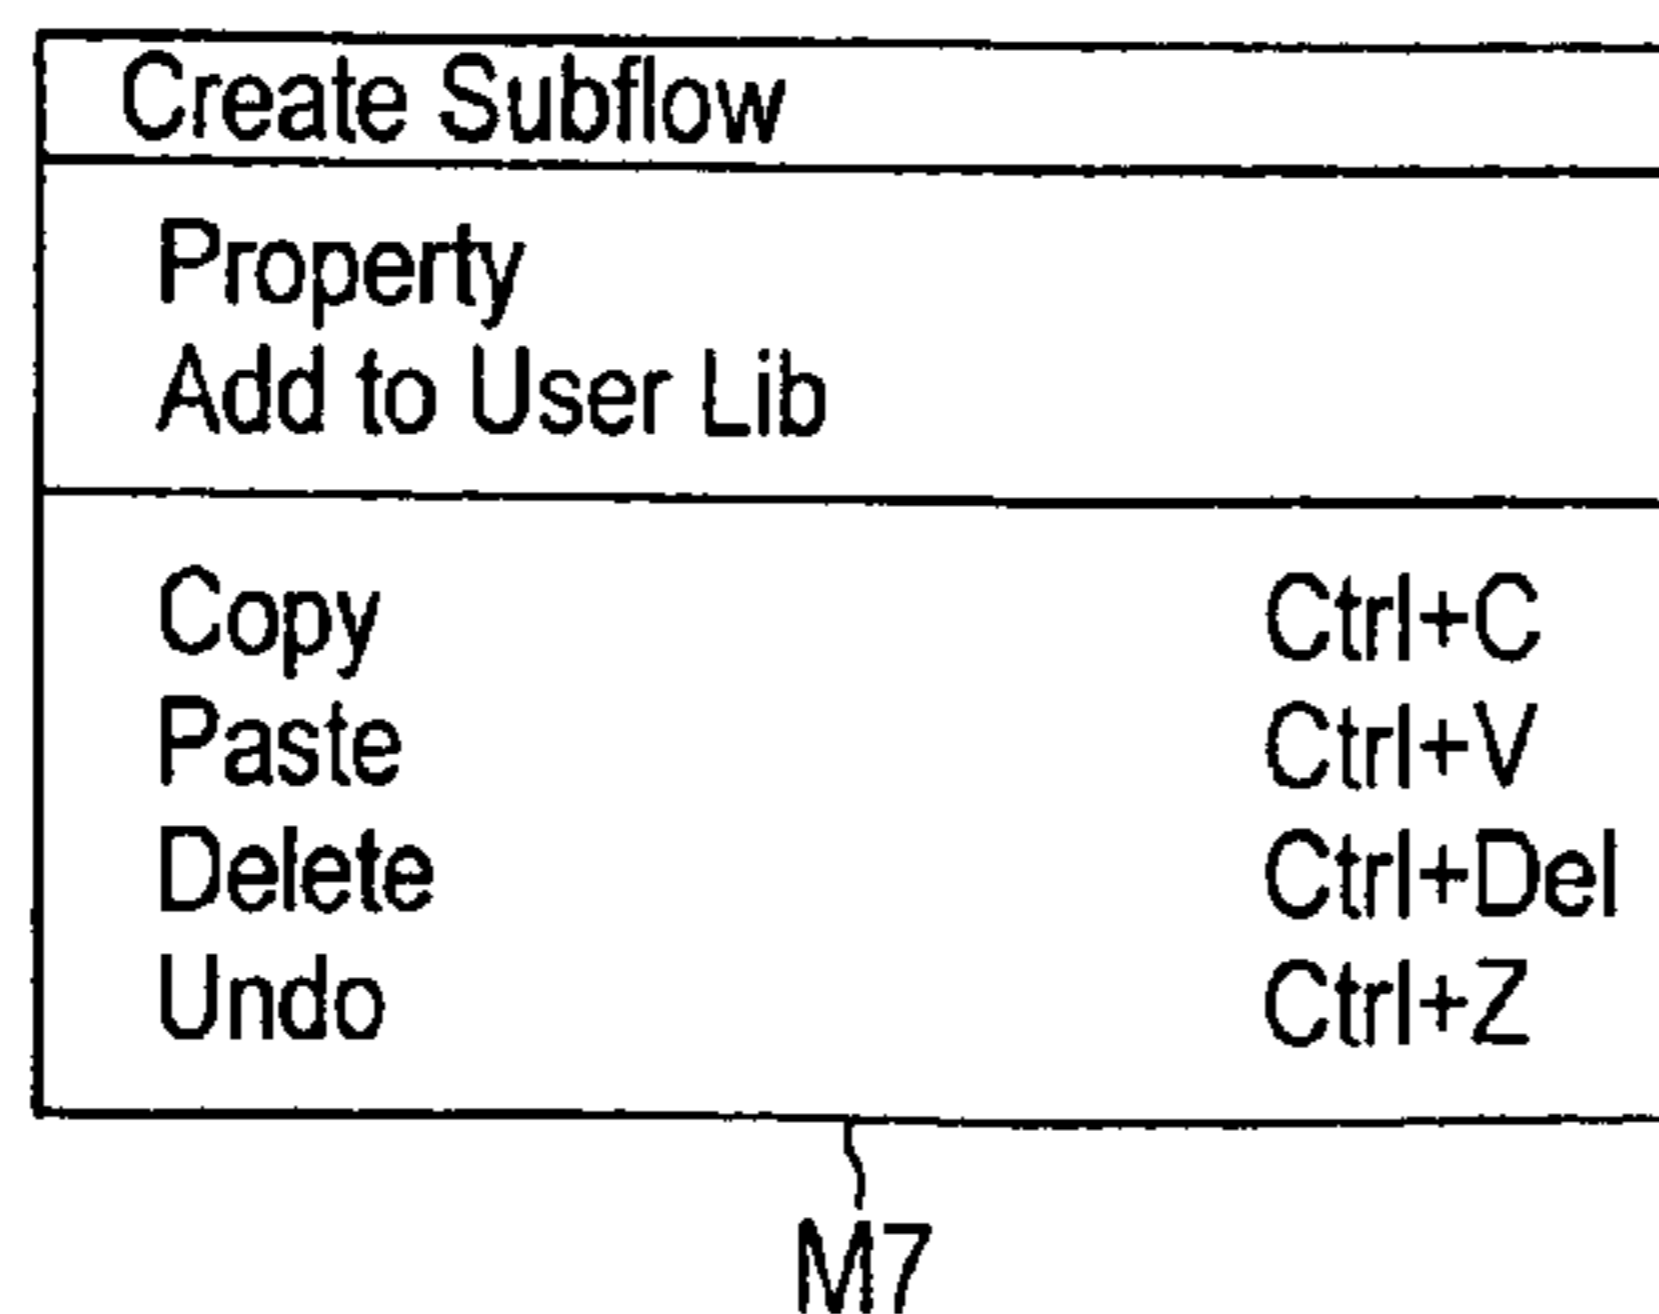 Create Subflow
Property
Add to User Lib
Copy Ctrl+C
Paste Ctrl+V
Delete Ctrl+Del
Undo Ctrl+Z
M7